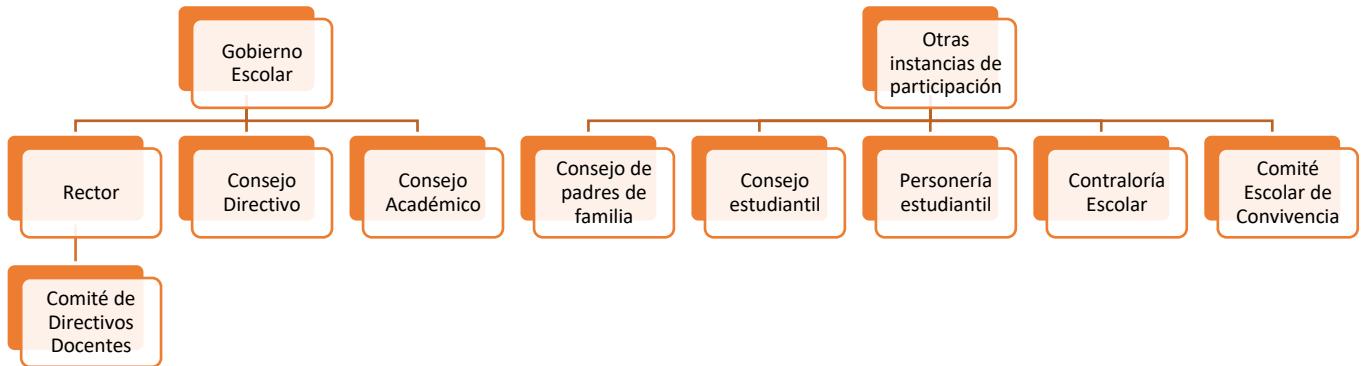 Gobierno
Escolar
Otras
instancias de
participación
Rector
Consejo
Directivo
Consejo
Académico
Consejo de
padres de
familia
Consejo
estudiantil
Personería
estudiantil
Contraloría
Escolar
Comité
Escolar de
Convivencia
Comité de
Directivos
Docentes